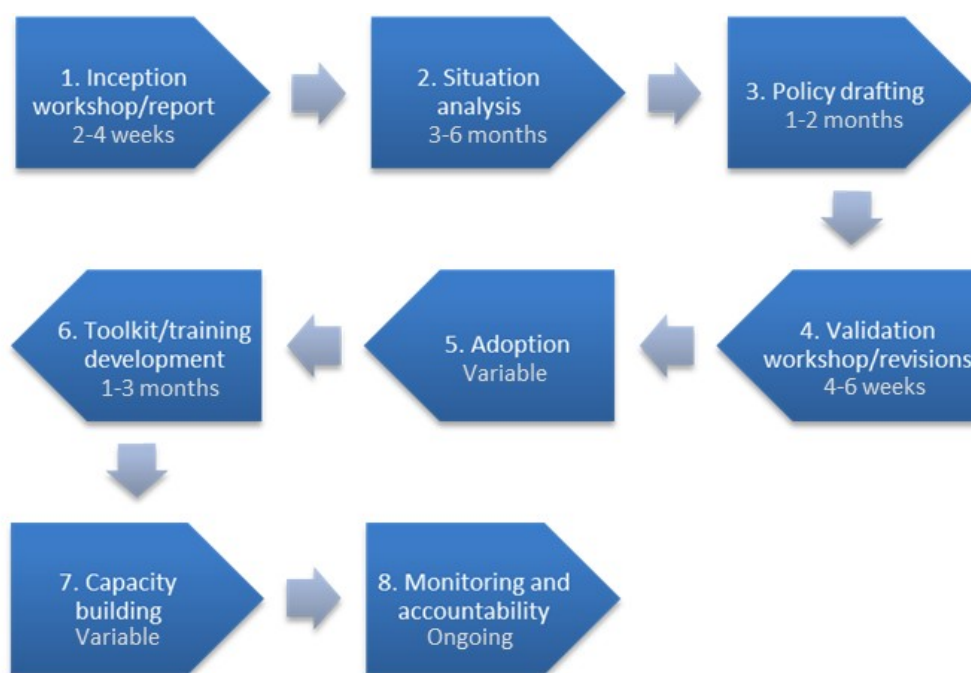 1. Inception
workshop/report
2-4 weeks
2. Situation
analysis
3-6 months
3. Policy drafting
1-2 months
4. Validation
workshop/revisions
4-6 weeks
5. Adoption
Variable
6. Toolkit/training
development
1-3 months
7. Capacity
building
Variable
8. Monitoring and
accountability
Ongoing